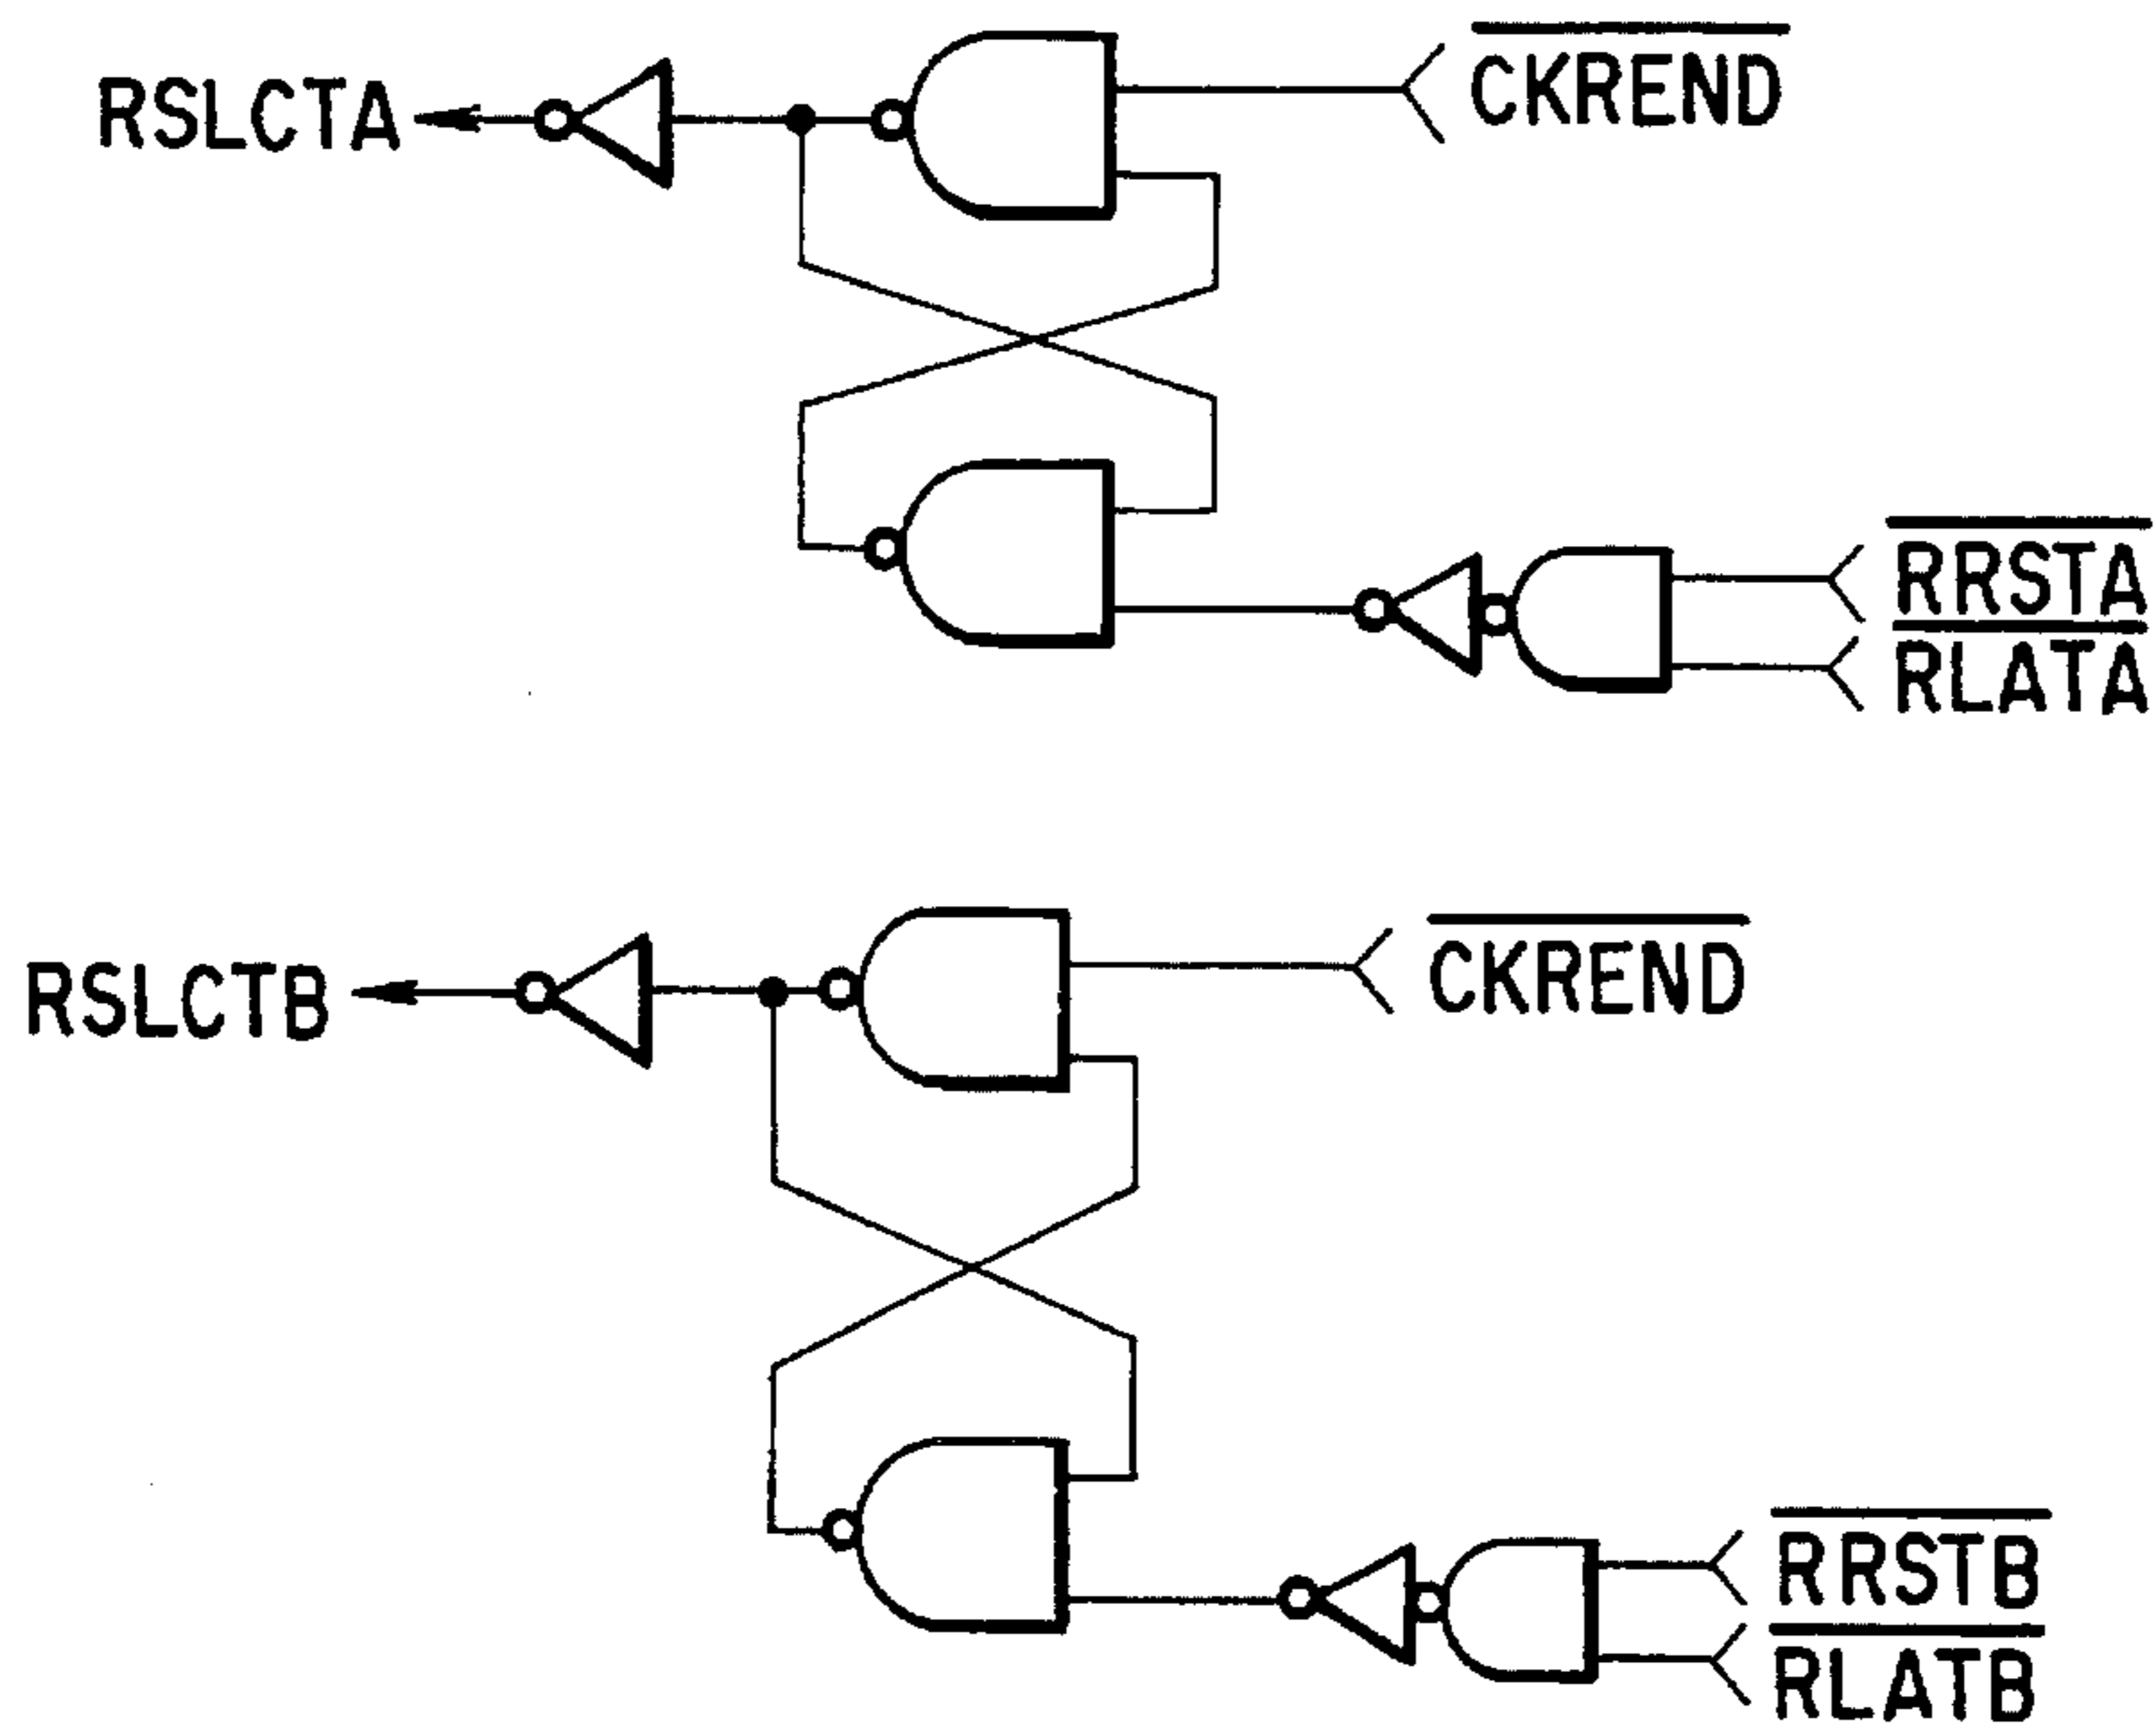 RSLCTA
CKREND
RRSTA
RLATA
RSLCTB
CKREND
RRSTB
RLATB